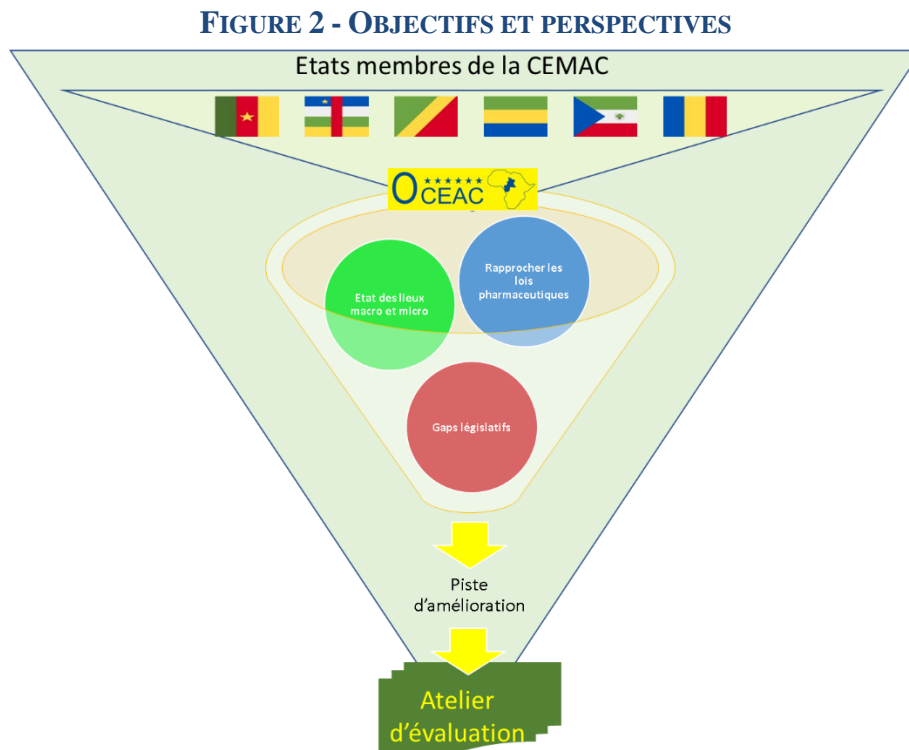 FIGURE 2 - OBJECTIFS ET PERSPECTIVES
Etats membres de la CEMAC
OCEAC
Rapprocher les
lois
pharmaceutiques
Etat des lieux
macro et micro
Gaps législatifs
Piste
d'amélioration
Atelier
d'évaluation